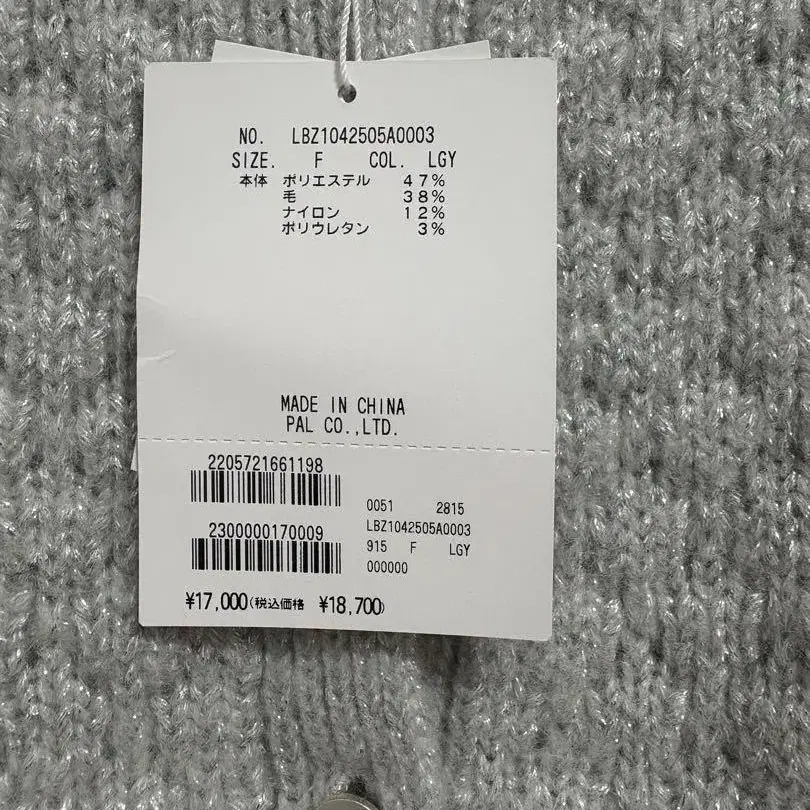 NO. LBZ1042505A0003
SIZE. F COL. LGY
本体 ポリエステル 47%
毛 38%
ナイロン 12%
ポリウレタン 3%
MADE IN CHINA
PAL CO.,LTD.
2205721661198
2300000170009
0051 2815
LBZ1042505A0003
915 F LGY
000000
¥17,000(税込価格 ¥18,700)